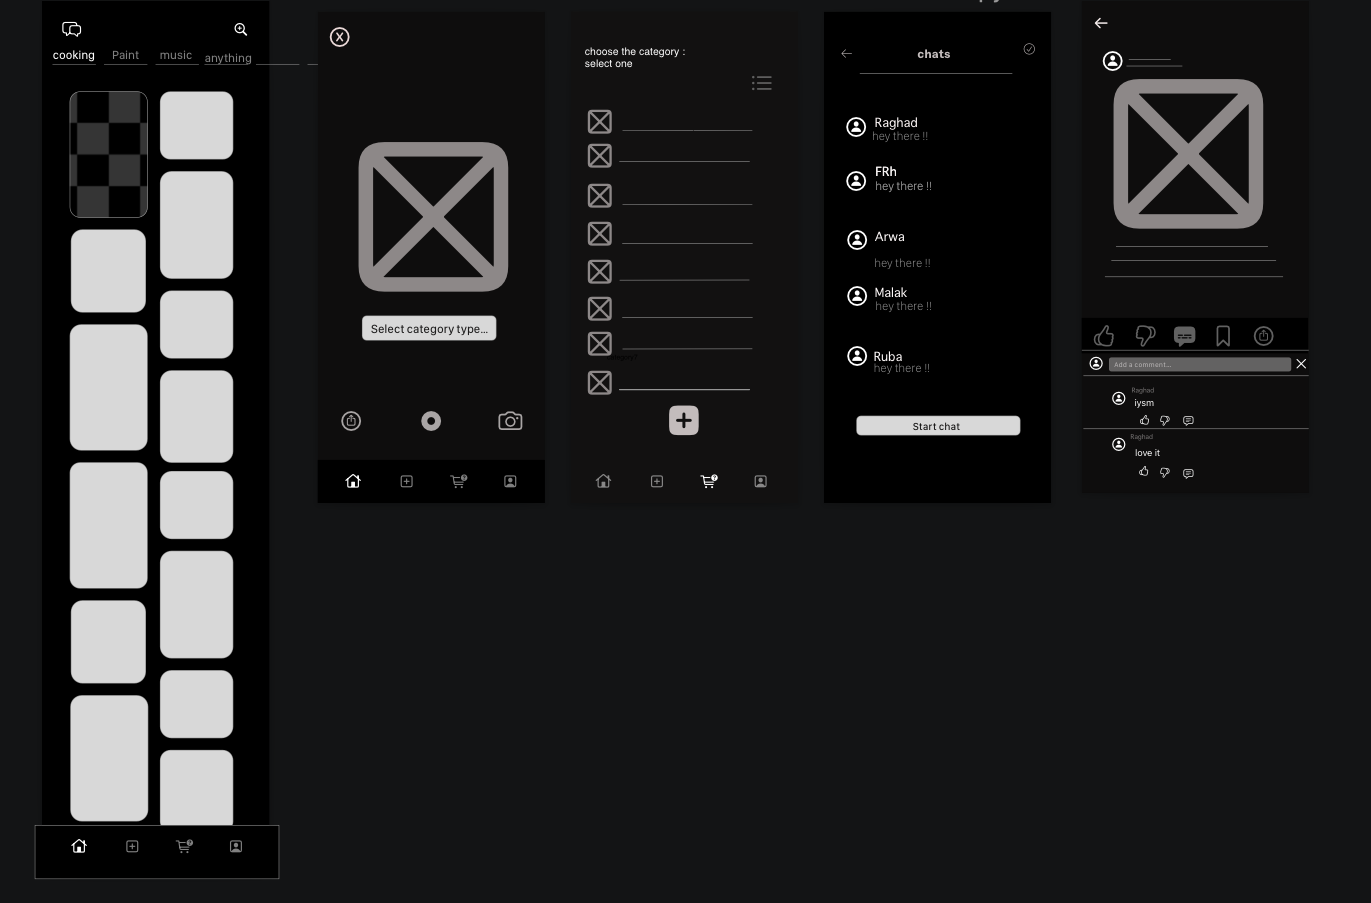 cooking
Paint
music
anything
X
Select category type...
choose the category :
select one
chats
Raghad
hey there !!
FRh
hey there !!
Arwa
hey there !!
Malak
hey there !!
Ruba
hey there !!
Start chat
Add a comment...
Raghad
iysm
Raghad
love it